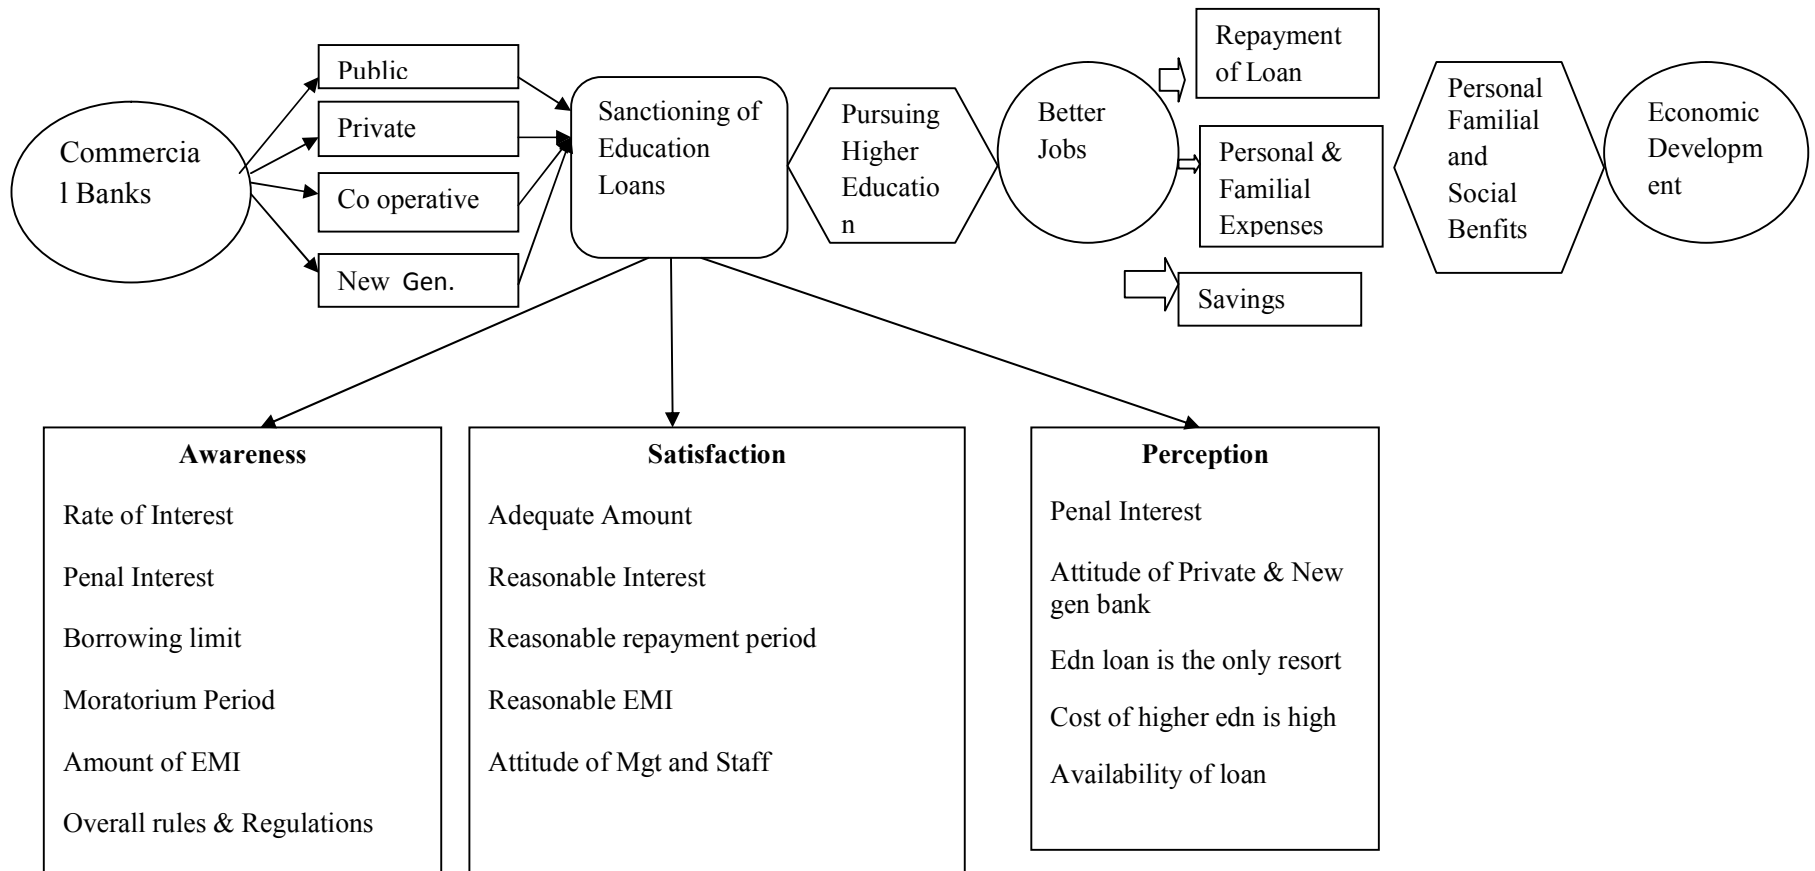 Commercia
l Banks
Public
Private
Co operative
New Gen.
Sanctioning of
Education
Loans
Pursuing
Higher
Educatio
n
Better
Jobs
Repayment
of Loan
Personal &
Familial
Expenses
Savings
Personal
Familial
and
Social
Benfits
Economic
Developm
ent
Awareness
Rate of Interest
Penal Interest
Borrowing limit
Moratorium Period
Amount of EMI
Overall rules & Regulations
Satisfaction
Adequate Amount
Reasonable Interest
Reasonable repayment period
Reasonable EMI
Attitude of Mgt and Staff
Perception
Penal Interest
Attitude of Private & New
gen bank
Edn loan is the only resort
Cost of higher edn is high
Availability of loan